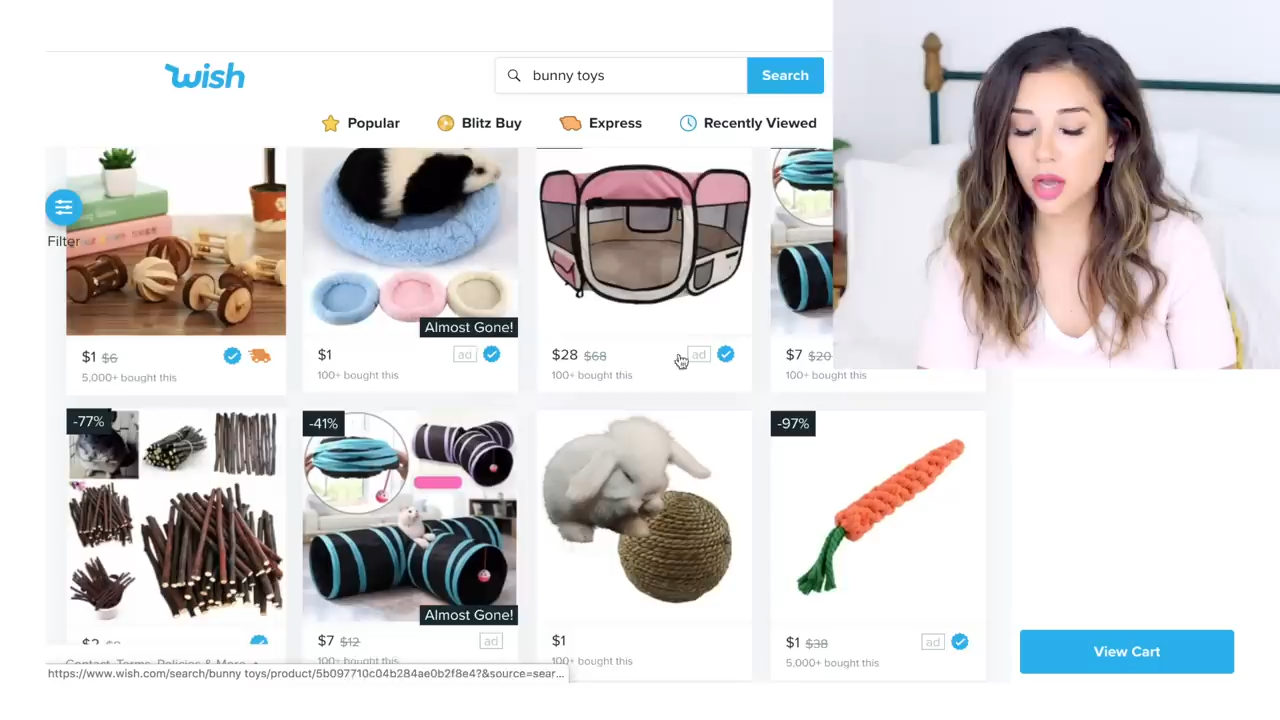 wish
bunny toys
Search
Popular
Blitz Buy
Express
Recently Viewed
Filter
Almost Gone!
$1 $6
5,000+ bought this
$1
ad
100+ bought this
$28 $68
ad
100+ bought this
$7 $20
100+ bought this
-77%
-41%
-97%
Almost Gone!
$7 $12
ad
100+ bought this
$1
100+ bought this
$1 $38
ad
5,000+ bought this
View Cart
https://www.wish.com/search/bunny toys/product/5b097710c04b284ae0b2f8e4?&source=sear...